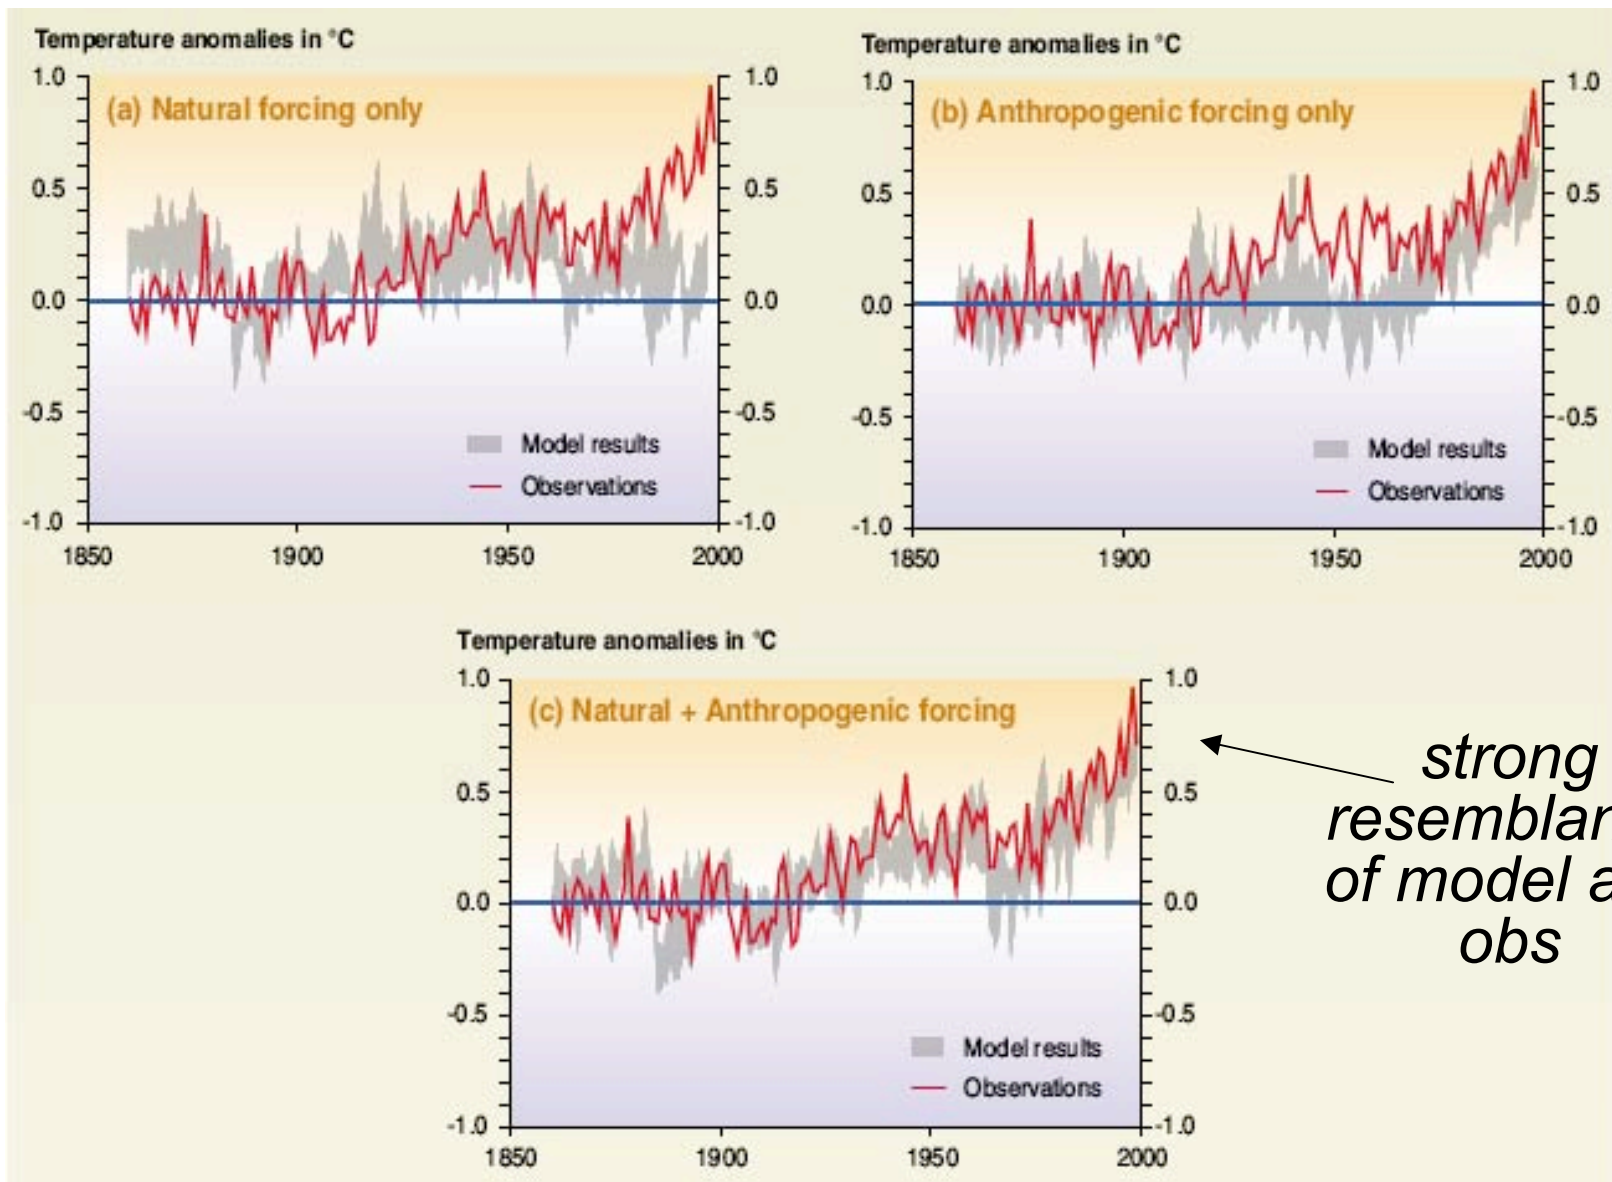 Temperature anomalies in °C
1.0
1.0
(a) Natural forcing only
0.5
0.5
0.0
0.0
-0.5
-0.5
Model results
Observations
-1.0
-1.0
1850
1900
1950
2000
Temperature anomalies in °C
1.0
1.0
(b) Anthropogenic forcing only
0.5
0.5
0.0
0.0
-0.5
-0.5
Model results
Observations
-1.0
-1.0
1850
1900
1950
2000
Temperature anomalies in °C
1.0
1.0
(c) Natural + Anthropogenic forcing
0.5
0.5
0.0
0.0
-0.5
-0.5
Model results
Observations
-1.0
-1.0
1850
1900
1950
2000
strong
of model
obs